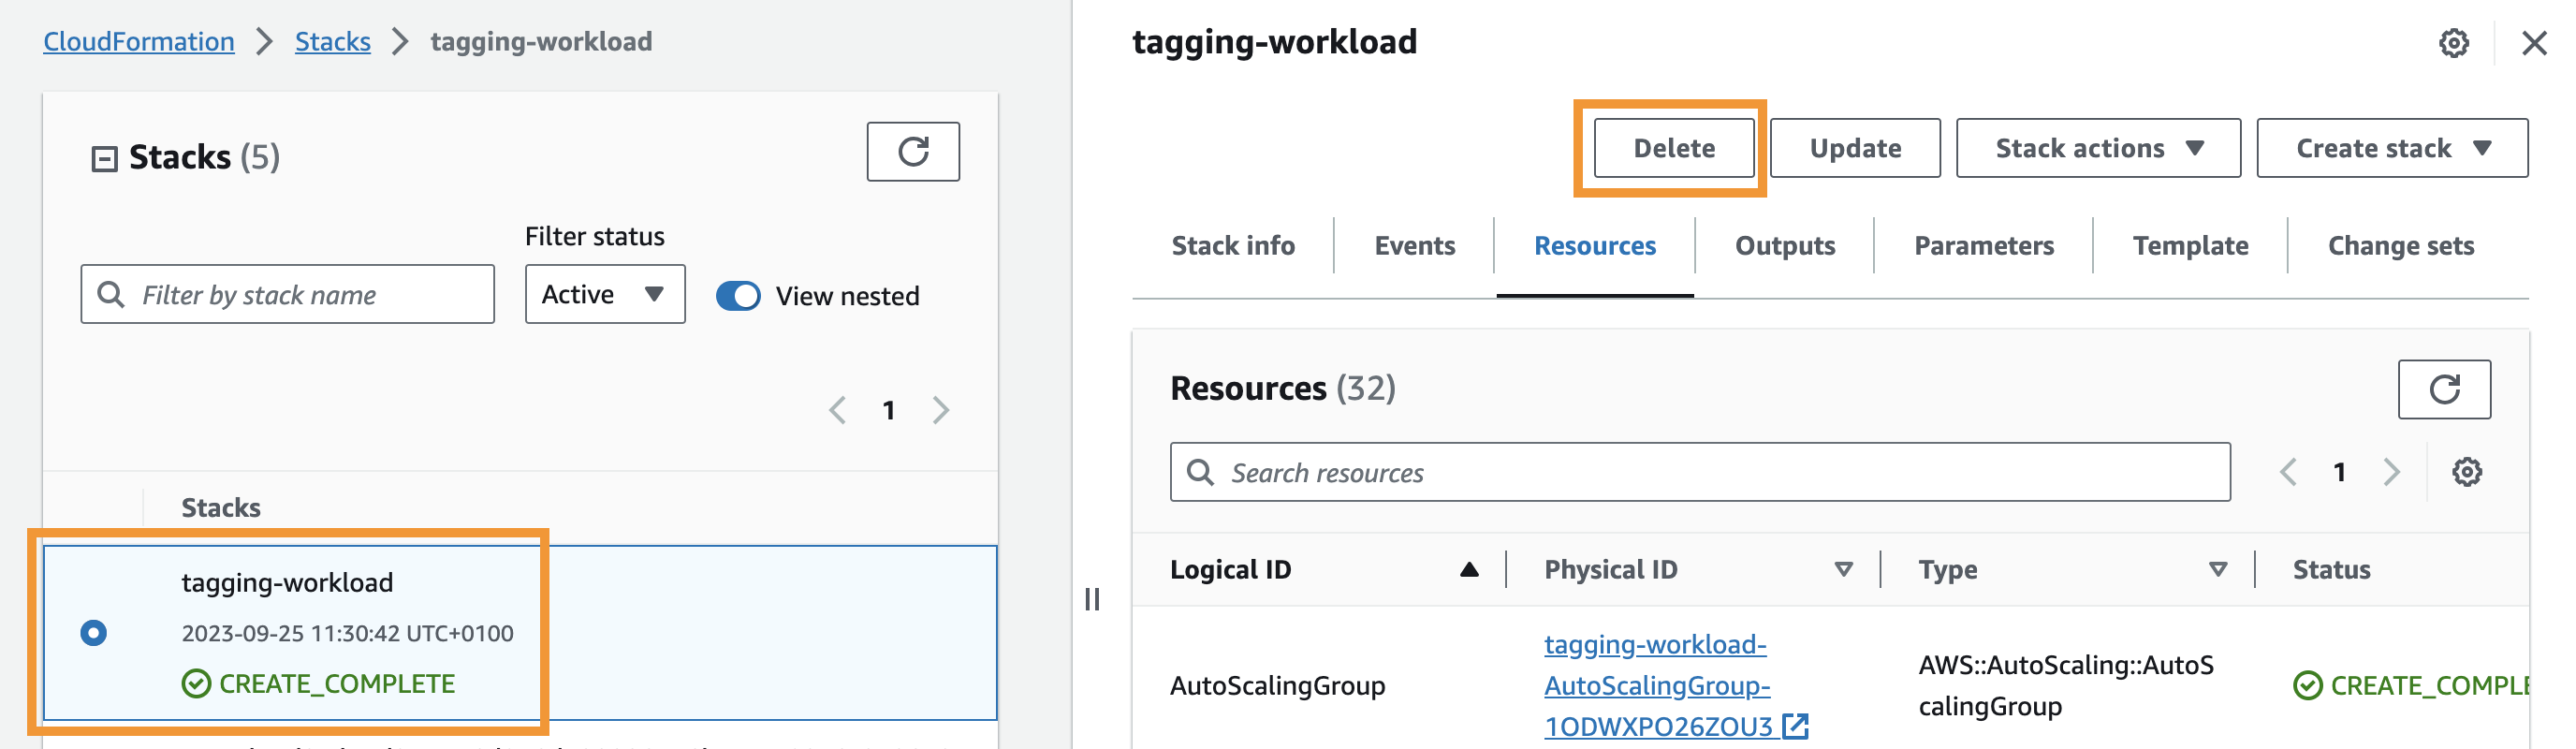 CloudFormation > Stacks > tagging-workload
Stacks (5)
Filter status
Filter by stack name
Active
View nested
1
Stacks
tagging-workload
2023-09-25 11:30:42 UTC+0100
CREATE_COMPLETE
tagging-workload
Delete Update Stack actions Create stack
Stack info Events Resources Outputs Parameters Template Change sets
Resources (32)
Search resources
1
Logical ID Physical ID Type Status
AutoScalingGroup
tagging-workload-
AutoScalingGroup-
1ODWXPO26ZOU3
AWS::AutoScaling::AutoS
calingGroup
CREATE_COMPLE